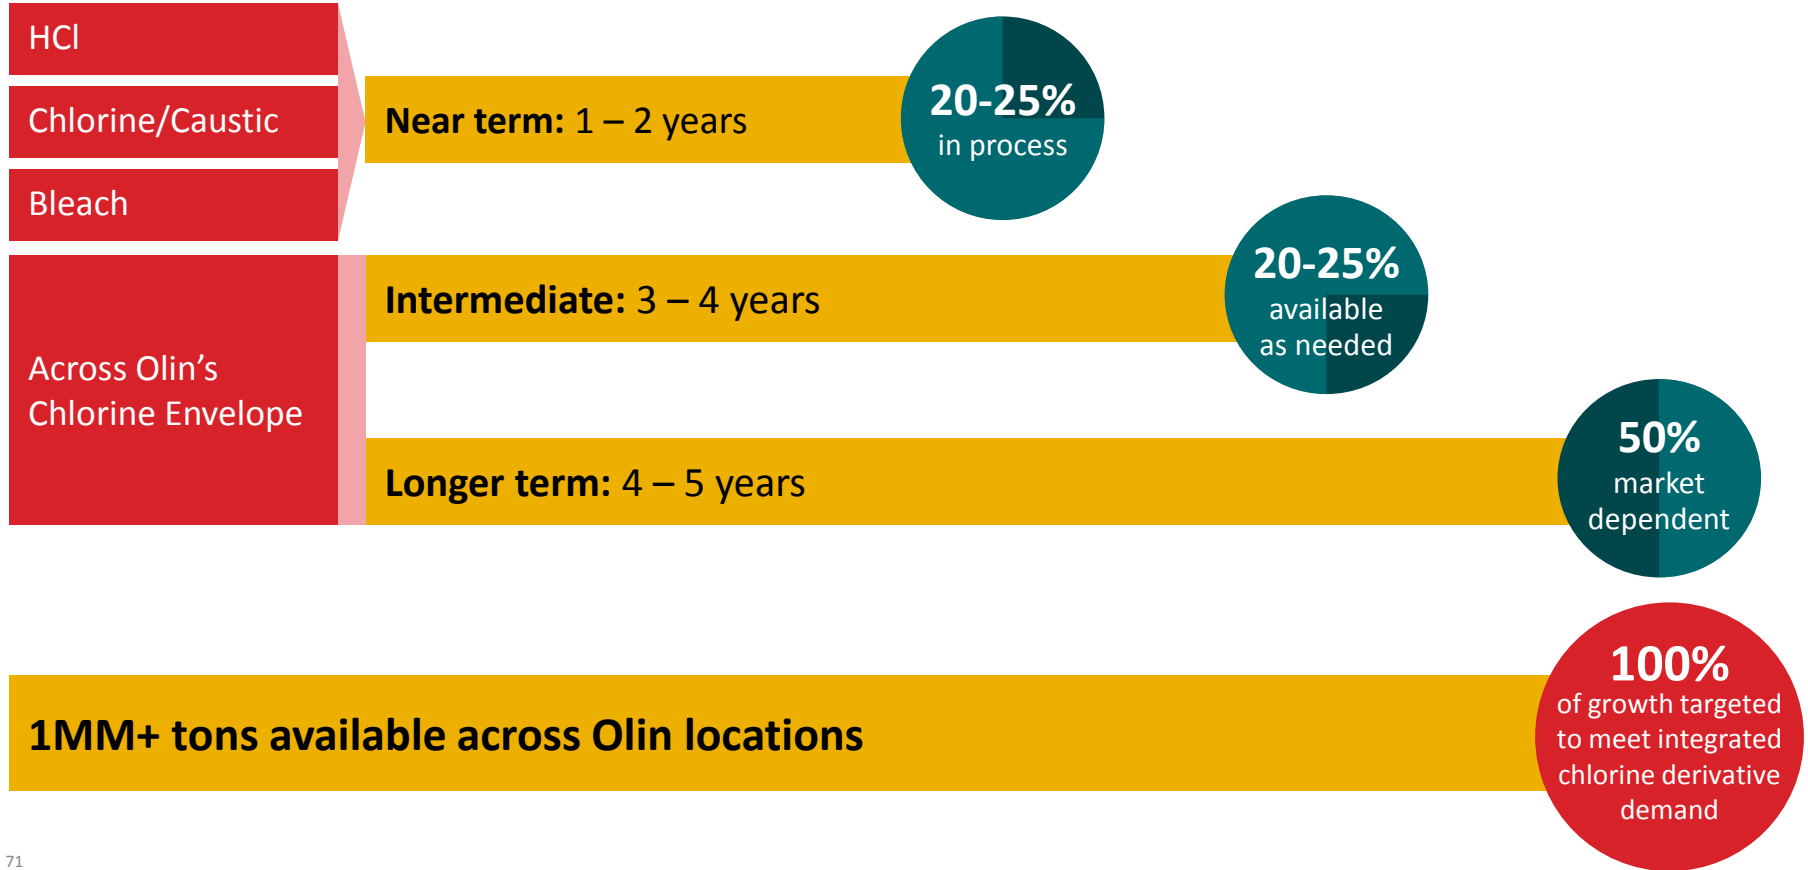 HCl
Chlorine/Caustic
Bleach
Near term: 1 – 2 years
20-25%
in process
Across Olin’s
Chlorine Envelope
Intermediate: 3 – 4 years
20-25%
available
as needed
Longer term: 4 – 5 years
50%
market
dependent
1MM+ tons available across Olin locations
100%
of growth targeted
to meet integrated
chlorine derivative
demand
71